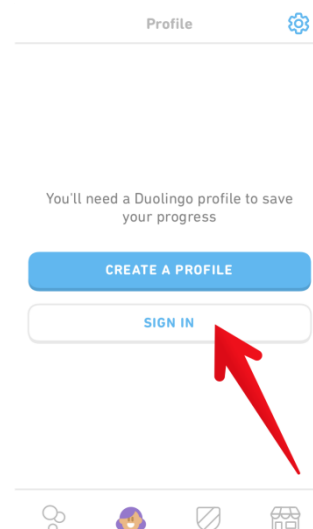 Profile
You'll need a Duolingo profile to save
your progress
CREATE A PROFILE
SIGN IN